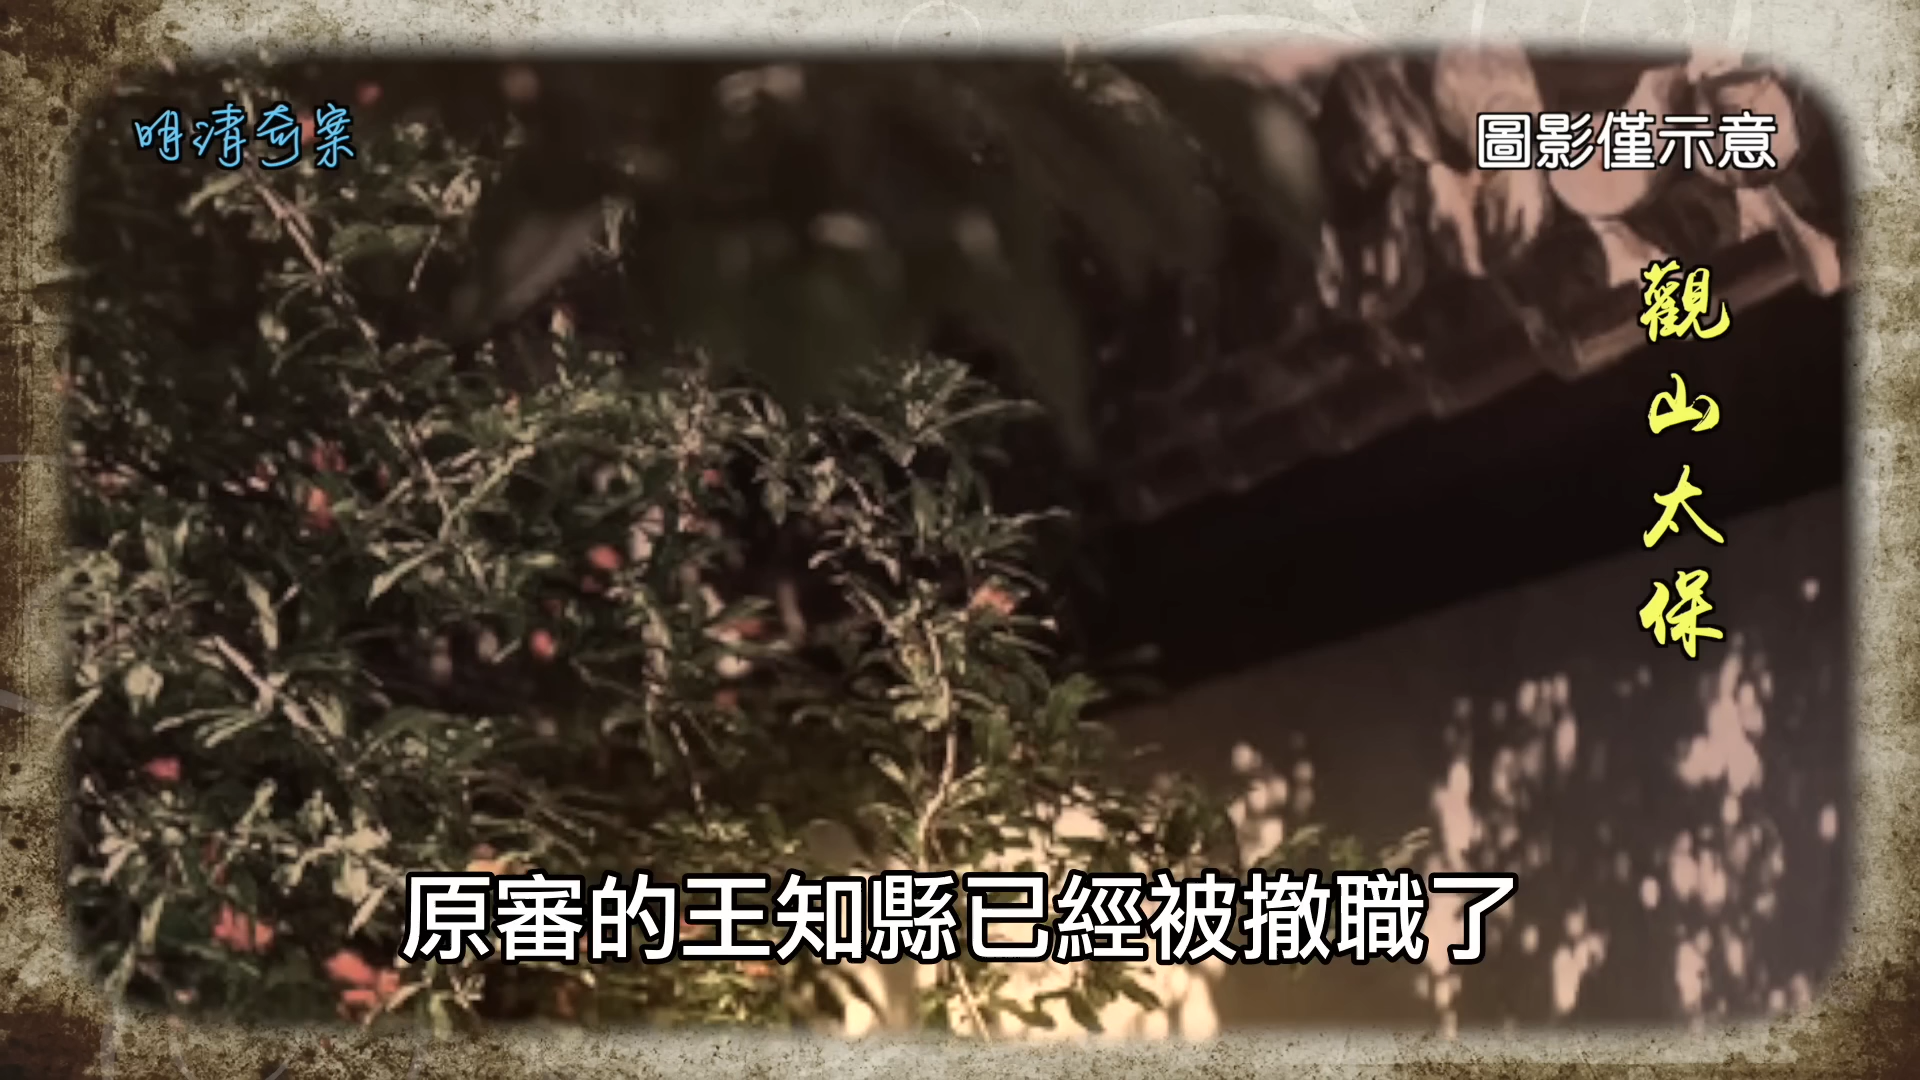 明清奇案
圖影僅示意
觀山太保
原審的王知縣已經被撤職了